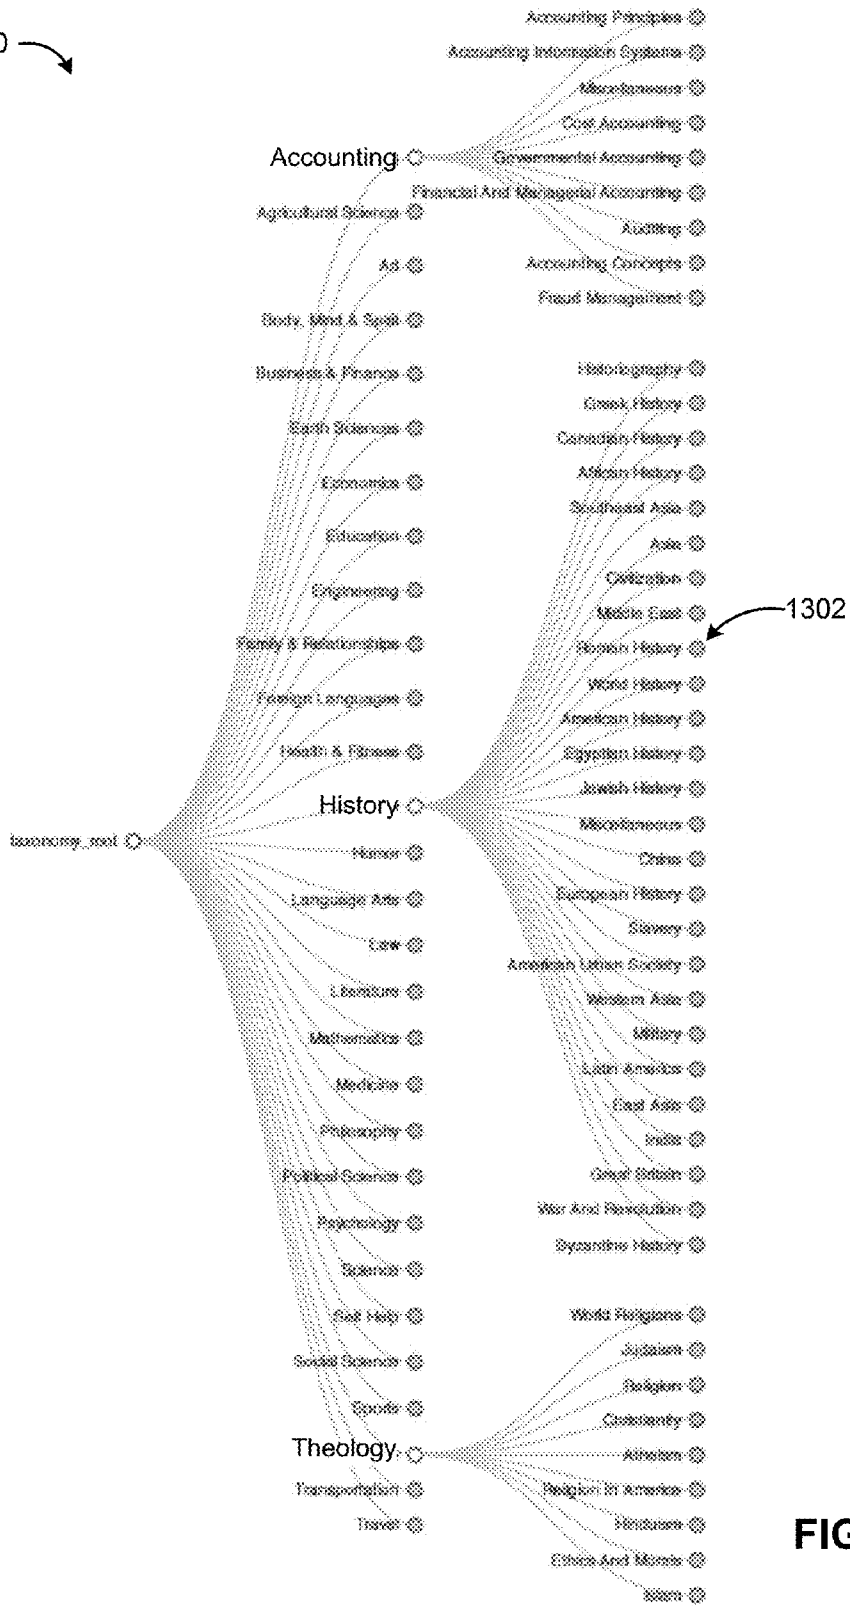 0
Accounting Principles
Accounting Information Systems
Miscellaneous
Cost Accounting
Accounting
Governmental Accounting
Financial And Managerial Accounting
Agricultural Science
Auditing
Art
Accounting Concepts
Fraud Management
Body, Mind & Spirit
Business & Finance
Historiography
Greek History
Earth Sciences
Canadian History
African History
Economics
Southeast Asia
Education
Asia
Civilization
Engineering
Middle East
1302
Family & Relationships
Roman History
World History
Foreign Languages
American History
Health & Fitness
Egyptian History
Jewish History
History
Miscellaneous
taxonomy_root
Humor
China
Language Arts
European History
Slavery
Law
American Urban Society
Literature
Western Asia
Mathematics
Military
Latin America
Medicine
East Asia
Philosophy
India
Political Science
Great Britain
War And Revolution
Psychology
Byzantine History
Science
Self Help
World Religions
Social Science
Judaism
Religion
Sports
Christianity
Theology
Atheism
Transportation
Religion In America
Travel
Hinduism
FIG
Ethics And Morals
Islam